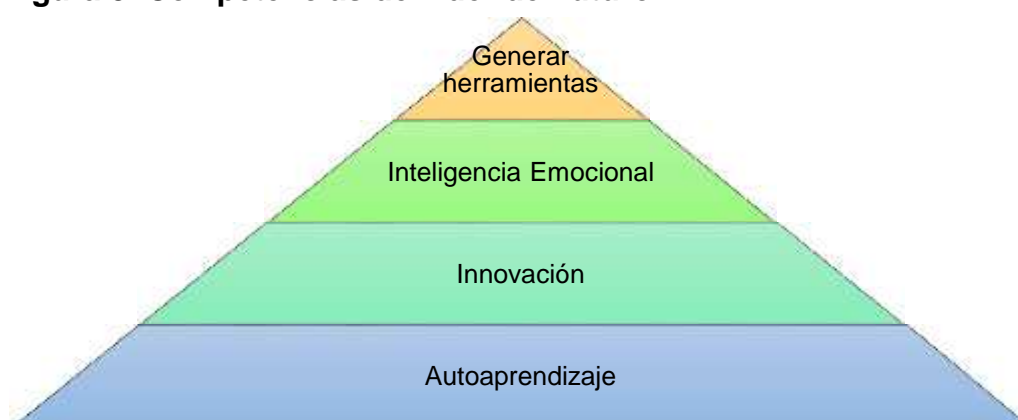 Generar
herramientas
Inteligencia Emocional
Innovación
Autoaprendizaje